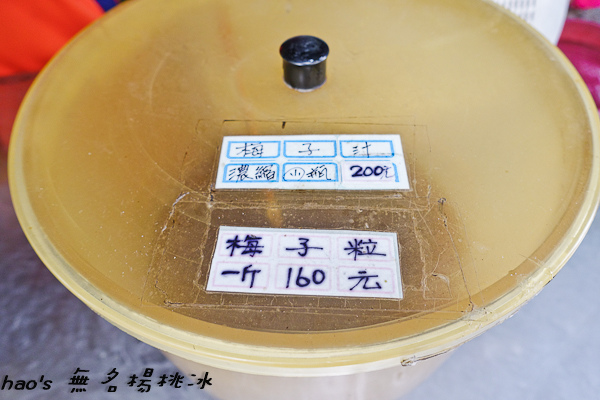 梅子汁
濃縮小瓶200元
梅子粒
一斤160元
hao's 無名楊桃冰